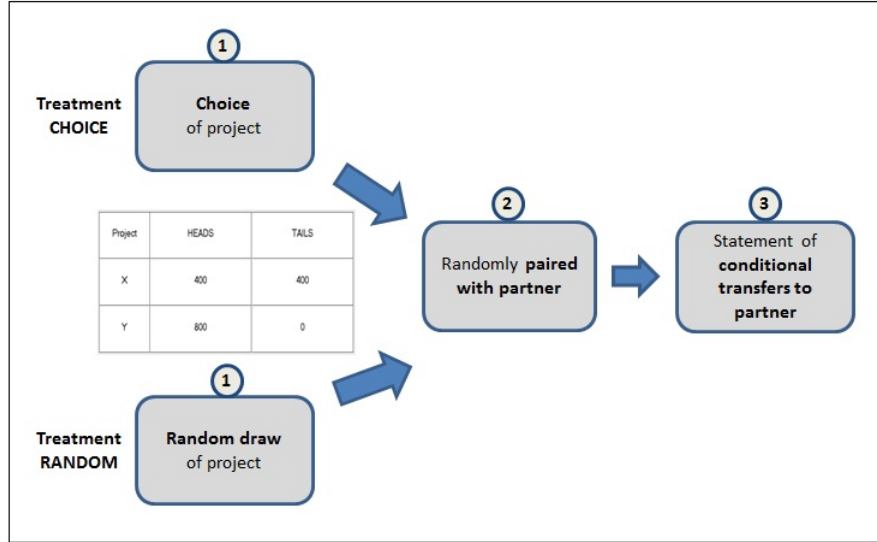 1
Treatment
CHOICE
Choice
of project
Project HEADS TAILS
X 400 400
Y 800 0
1
Treatment
RANDOM
Random draw
of project
2
Randomly paired
with partner
3
Statement of
conditional
transfers to
partner